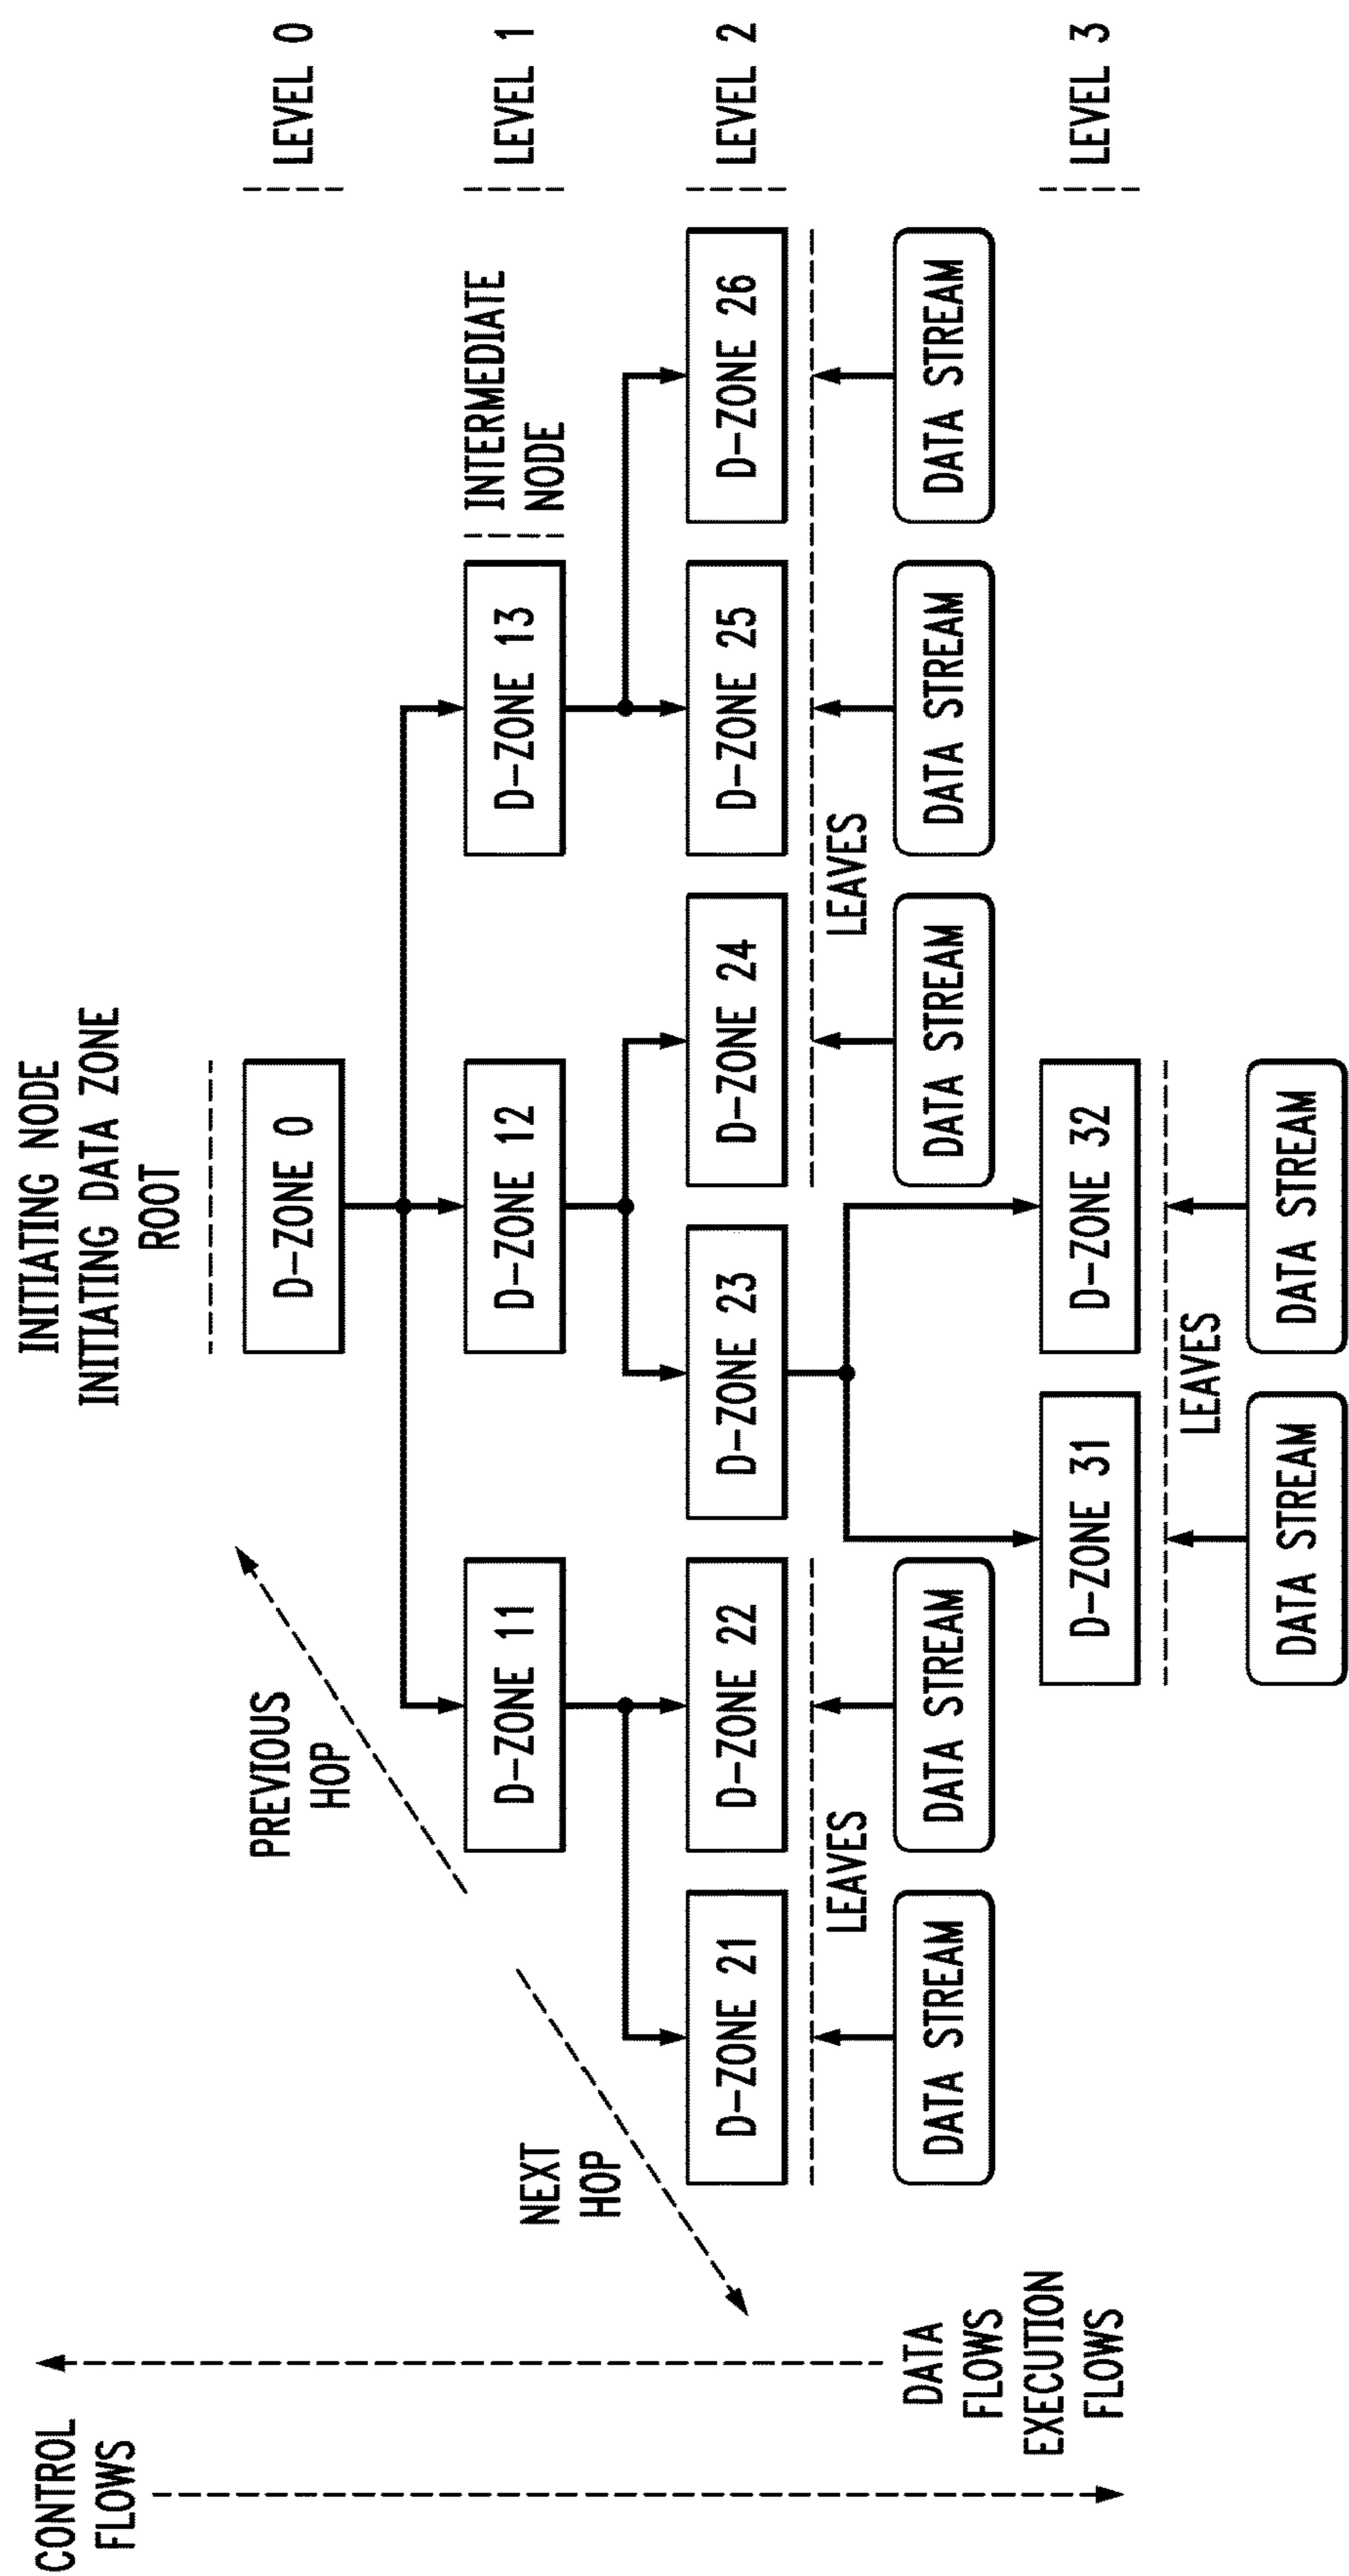 CONTROL
FLOWS
INITIATING NODE
INITIATING DATA ZONE
ROOT
PREVIOUS
HOP
D-ZONE 0
LEVEL 0
NEXT
HOP
D-ZONE 11
D-ZONE 12
D-ZONE 13
INTERMEDIATE
NODE
LEVEL 1
D-ZONE 21
D-ZONE 22
D-ZONE 23
D-ZONE 24
D-ZONE 25
D-ZONE 26
LEVEL 2
LEAVES
LEAVES
DATA
FLOWS
EXECUTION
FLOWS
DATA STREAM
DATA STREAM
DATA STREAM
DATA STREAM
DATA STREAM
D-ZONE 31
D-ZONE 32
LEVEL 3
LEAVES
DATA STREAM
DATA STREAM